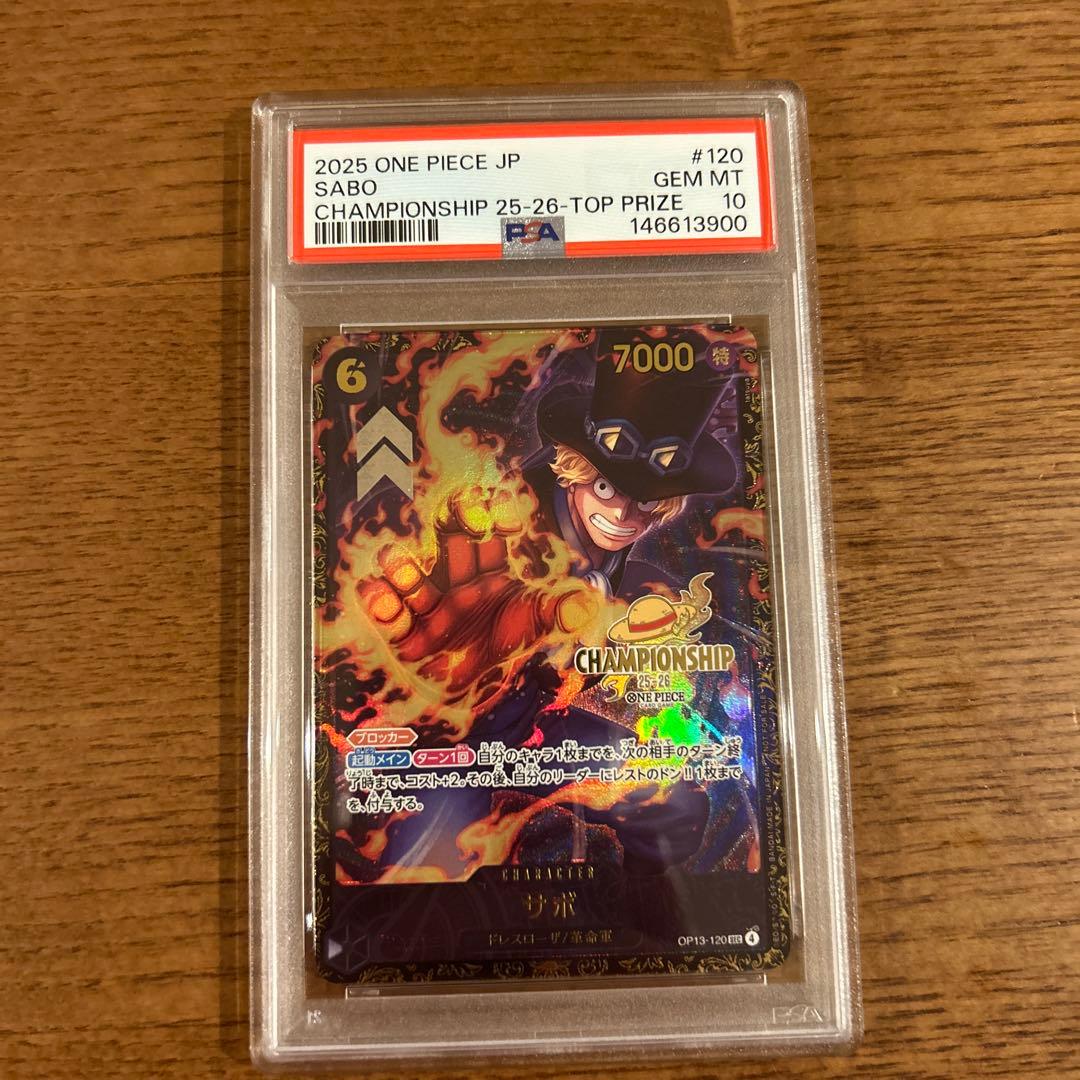 2025 ONE PIECE JP #120
SABO GEM MT
CHAMPIONSHIP 25-26-TOP PRIZE 10
PSA 146613900
6 7000 特
CHAMPIONSHIP
25-26
ONE PIECE
CARD GAME
ブロッカー
起動メイン ターン1回 自分のキャラ1枚までを、次の相手のターン終
了時まで、コスト+2。その後、自分のリーダーにレストのドン!!1枚まで
を、付与する。
CHARACTER
サボ
ドレスローザ/革命軍
OP13-120 SEC 4
PSA